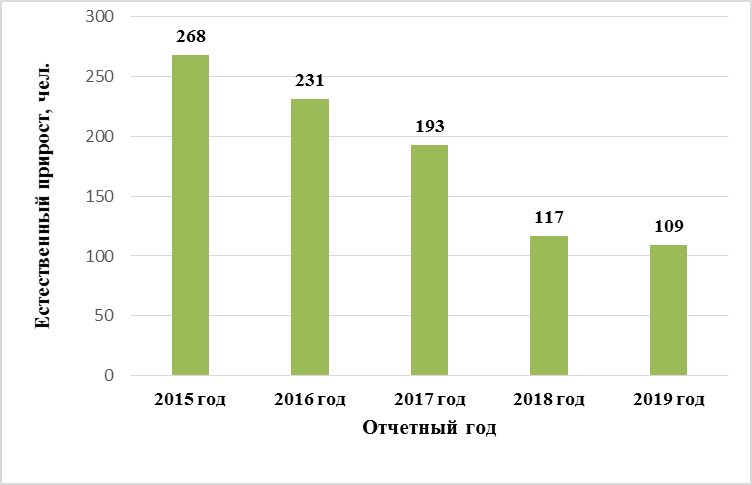 Естественный прирост, чел.
300
250
200
150
100
50
0
268
231
193
117
109
2015 год
2016 год
2017 год
2018 год
2019 год
Отчетный год